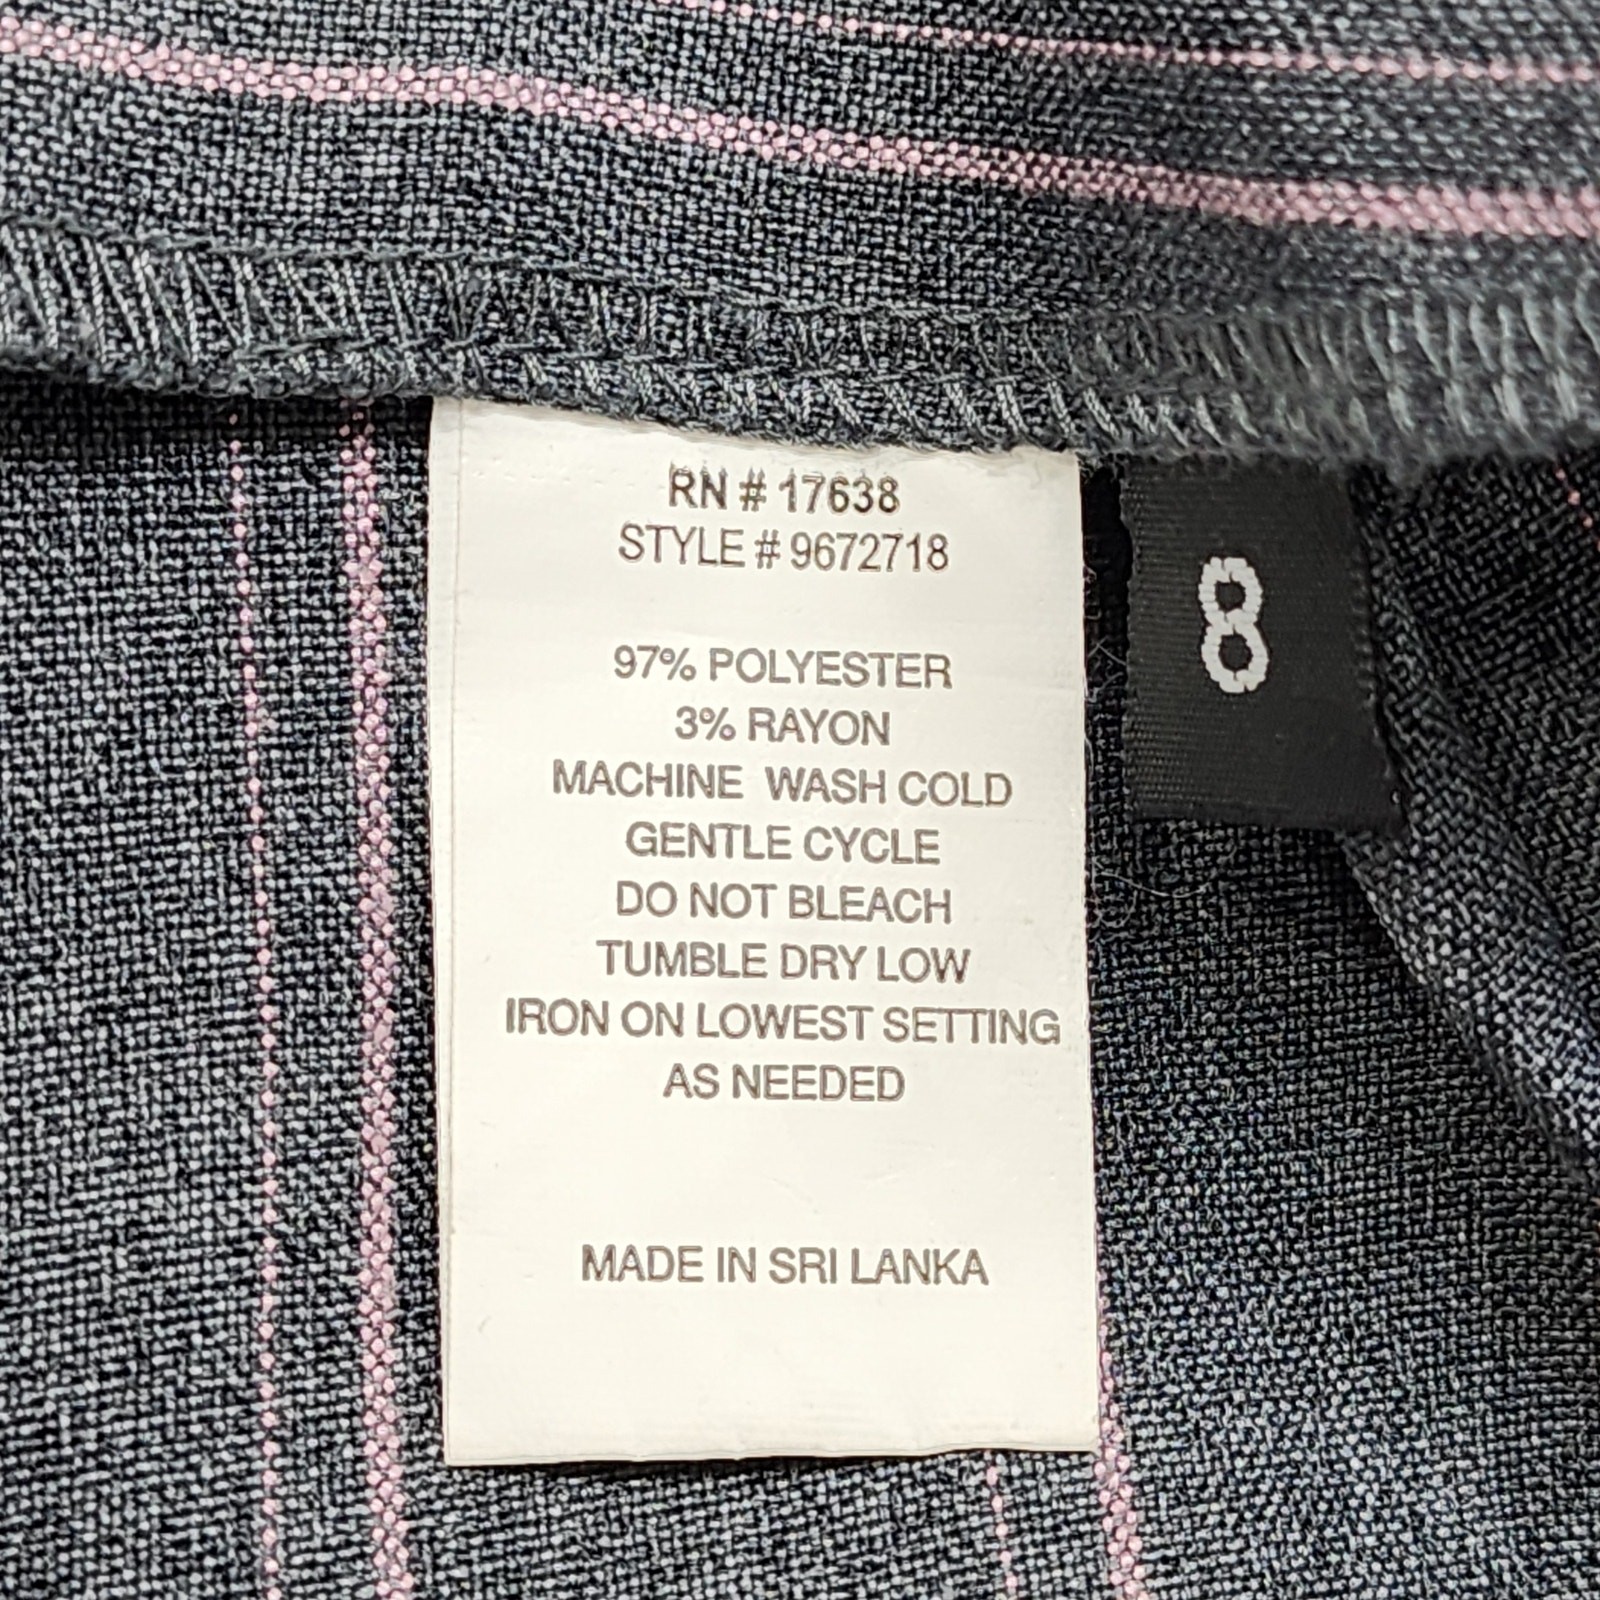 RN # 17638
STYLE # 9672718
97% POLYESTER
3% RAYON
MACHINE WASH COLD
GENTLE CYCLE
DO NOT BLEACH
TUMBLE DRY LOW
IRON ON LOWEST SETTING
AS NEEDED
MADE IN SRI LANKA
8